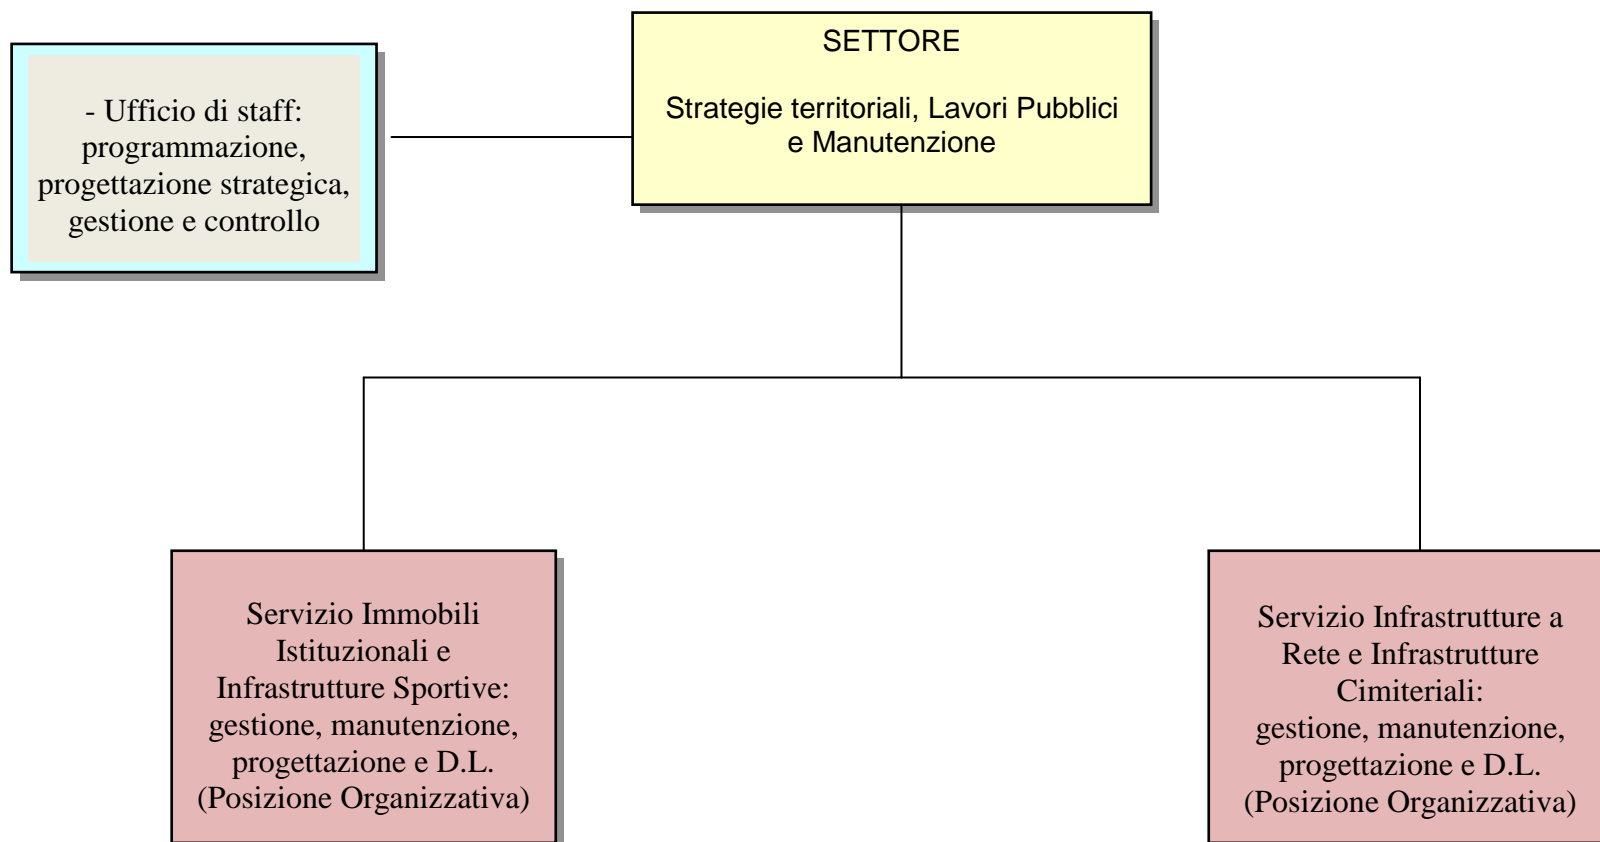 SETTORE
Strategie territoriali, Lavori Pubblici
e Manutenzione
- Ufficio di staff:
programmazione,
progettazione strategica,
gestione e controllo
Servizio Immobili
Istituzionali e
Infrastrutture Sportive:
gestione, manutenzione,
progettazione e D.L.
(Posizione Organizzativa)
Servizio Infrastrutture a
Rete e Infrastrutture
Cimiteriali:
gestione, manutenzione,
progettazione e D.L.
(Posizione Organizzativa)